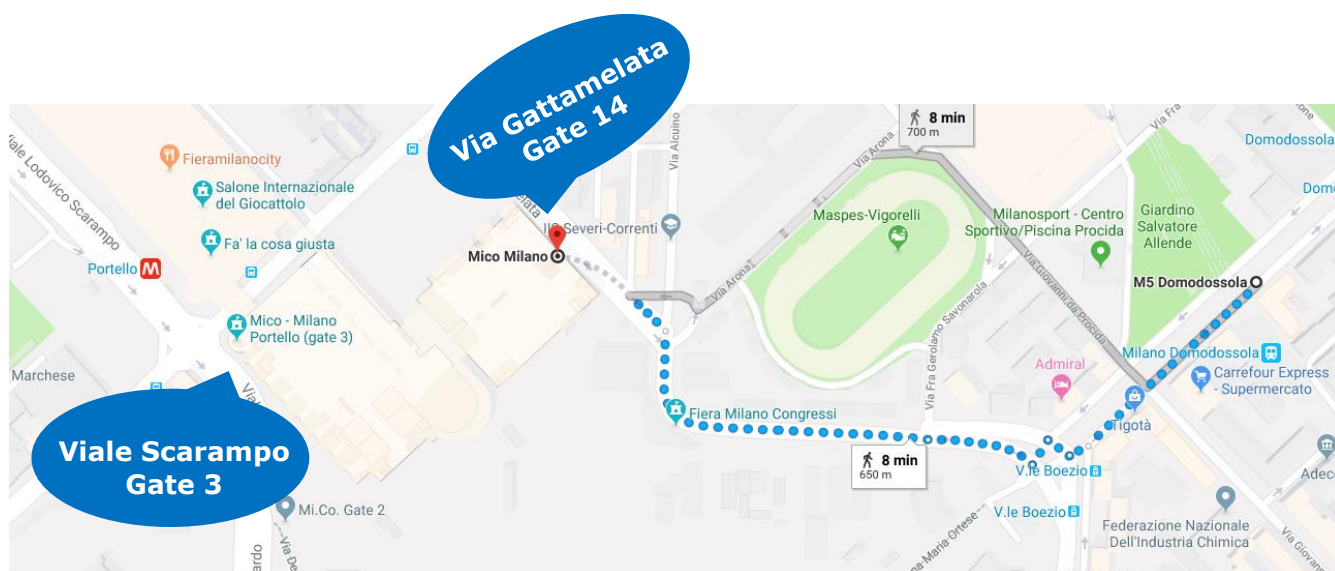 Via Gattamelata
Gate 14
8 min
700 m
Via Alcuino
Via Arona
Via Fra
Domodossola
Fieramilanocity
Salone Internazionale
del Giocattolo
Viale Lodovico Scarampo
Fa' la cosa giusta
Maspes-Vigorelli
Milanosport - Centro
Sportivo/Piscina Procida
Giardino
Salvatore
Allende
IIS Severi-Correnti
Mico Milano
Portello
M
Via Arona
Via Giovanni da Procida
M5 Domodossola
Via Fra Gerolamo Savonarola
Mico - Milano
Portello (gate 3)
Milano Domodossola
Marchese
Admiral
Carrefour Express
- Supermercato
Fiera Milano Congressi
Tigotà
Viale Scarampo
Gate 3
8 min
650 m
V.le Boezio
Mi.Co. Gate 2
V.le Boezio
Federazione Nazionale
Dell'Industria Chimica